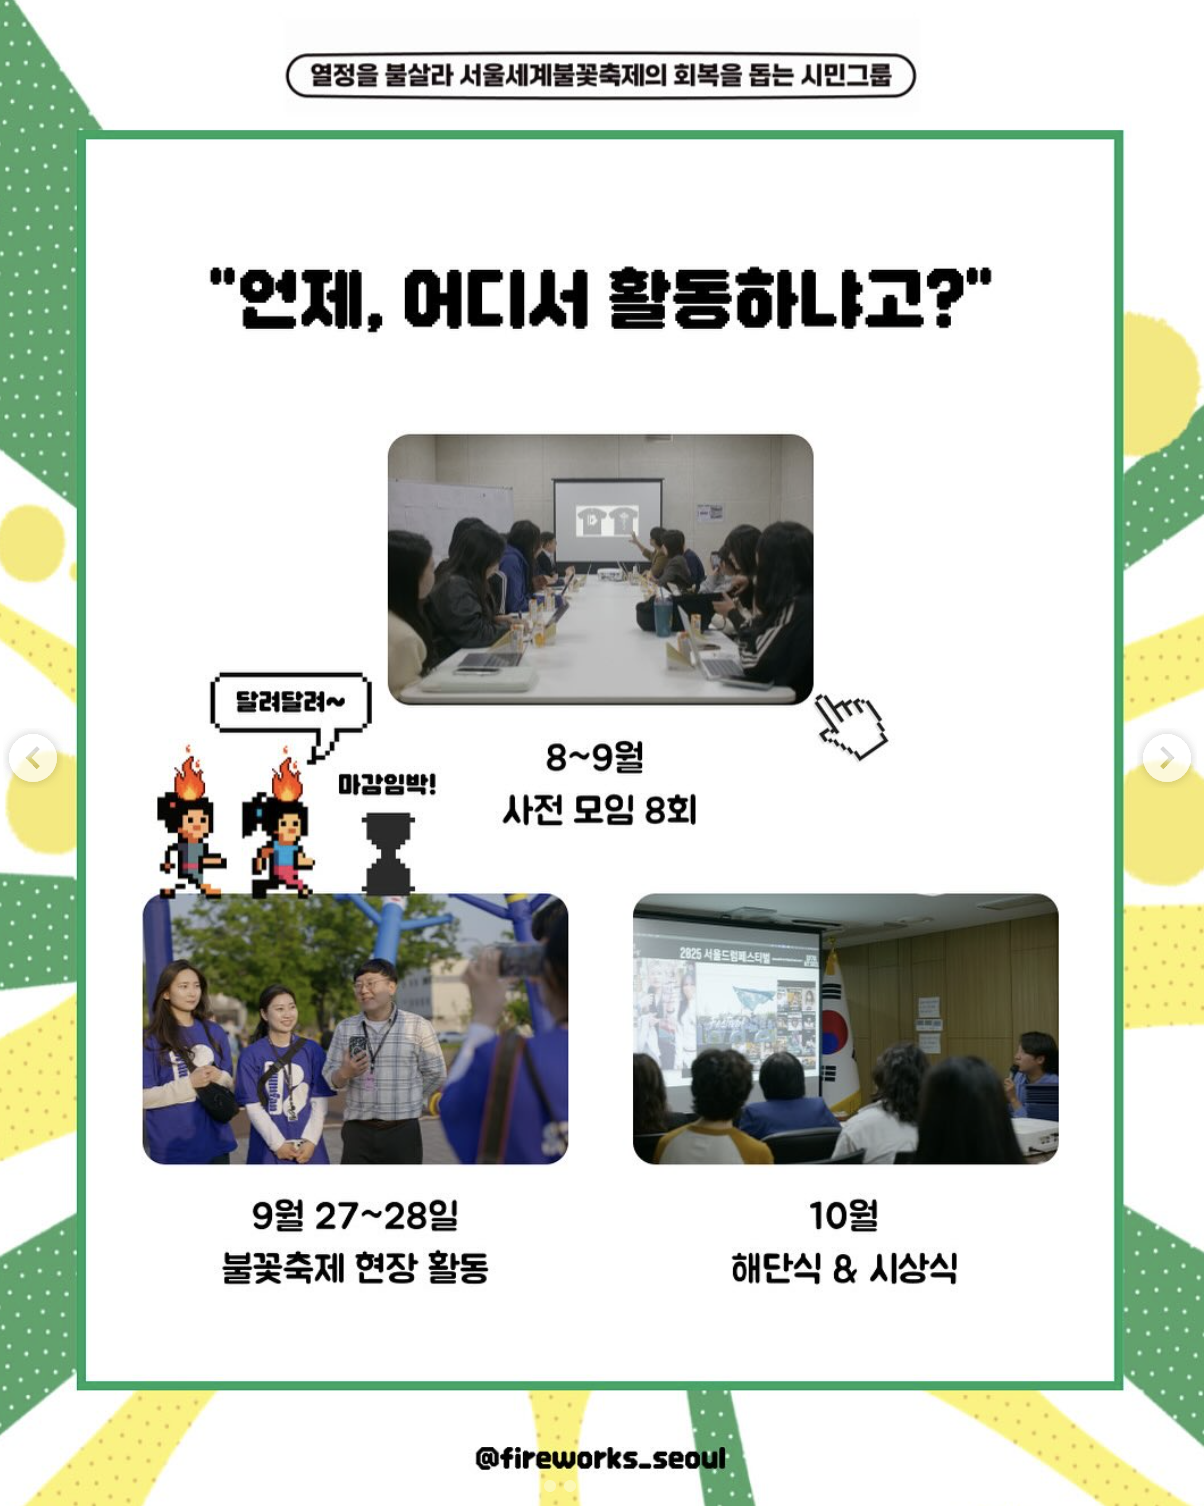 열정을 불살라 서울세계불꽃축제의 회복을 돕는 시민그룹
"언제, 어디서 활동하냐고?"
달려달려~
마감임박!
8~9월
사전 모임 8회
2025 서울드림페스티벌
9월 27~28일
불꽃축제 현장 활동
10월
해단식 & 시상식
@fireworks_seoul